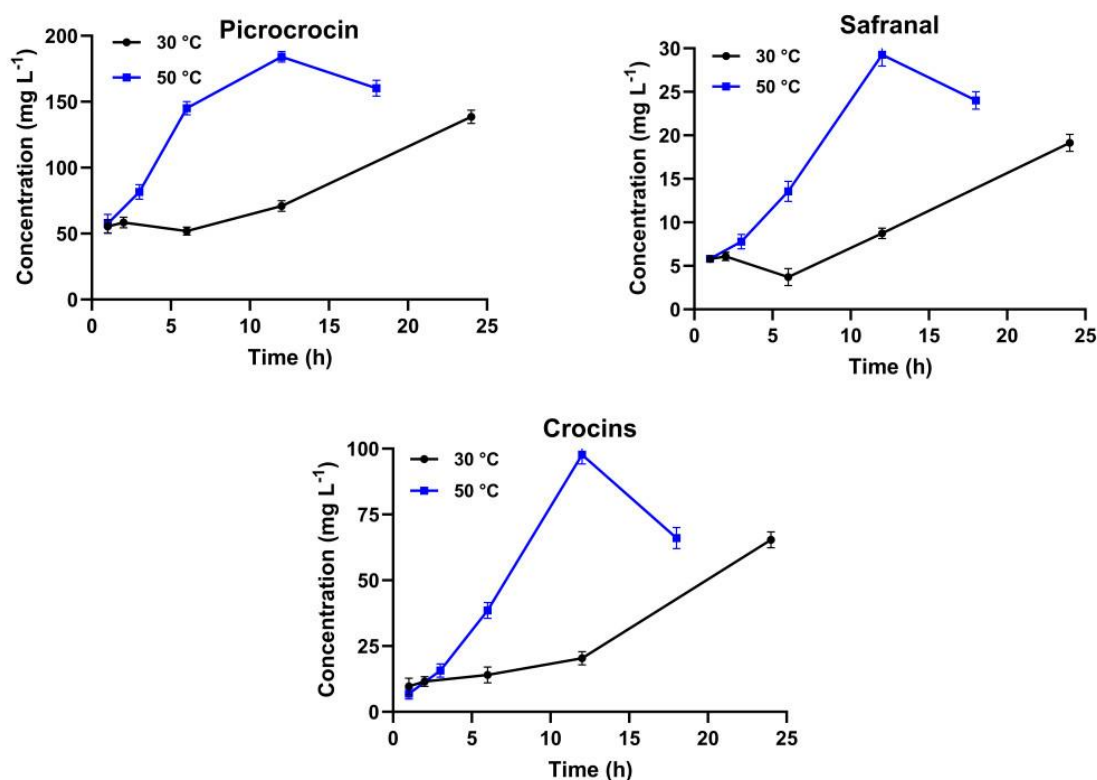 Picrocrocin
30 °C
50 °C
200
150
100
50
0
Concentration (mg L⁻¹)
0 5 10 15 20 25
Time (h)
Safranal
30 °C
50 °C
30
25
20
15
10
5
0
Concentration (mg L⁻¹)
0 5 10 15 20 25
Time (h)
Crocins
30 °C
50 °C
100
75
50
25
0
Concentration (mg L⁻¹)
0 5 10 15 20 25
Time (h)